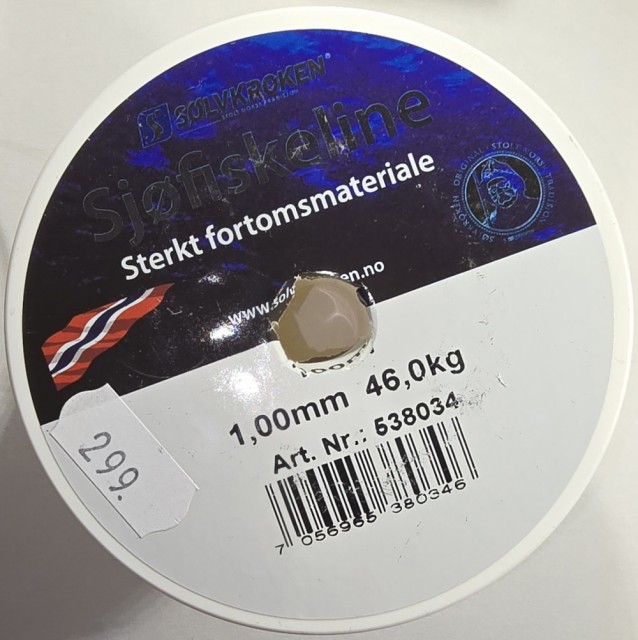 SØLVKROKEN®
Sjøfiskeline
Sterkt fortomsmateriale
1,00mm 46,0kg
Art. Nr.: 538034
7 056965 380346
299.